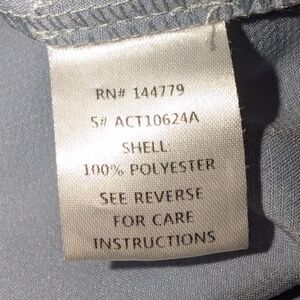 RN# 144779
S# ACT10624A
SHELL:
100% POLYESTER
SEE REVERSE
FOR CARE
INSTRUCTIONS